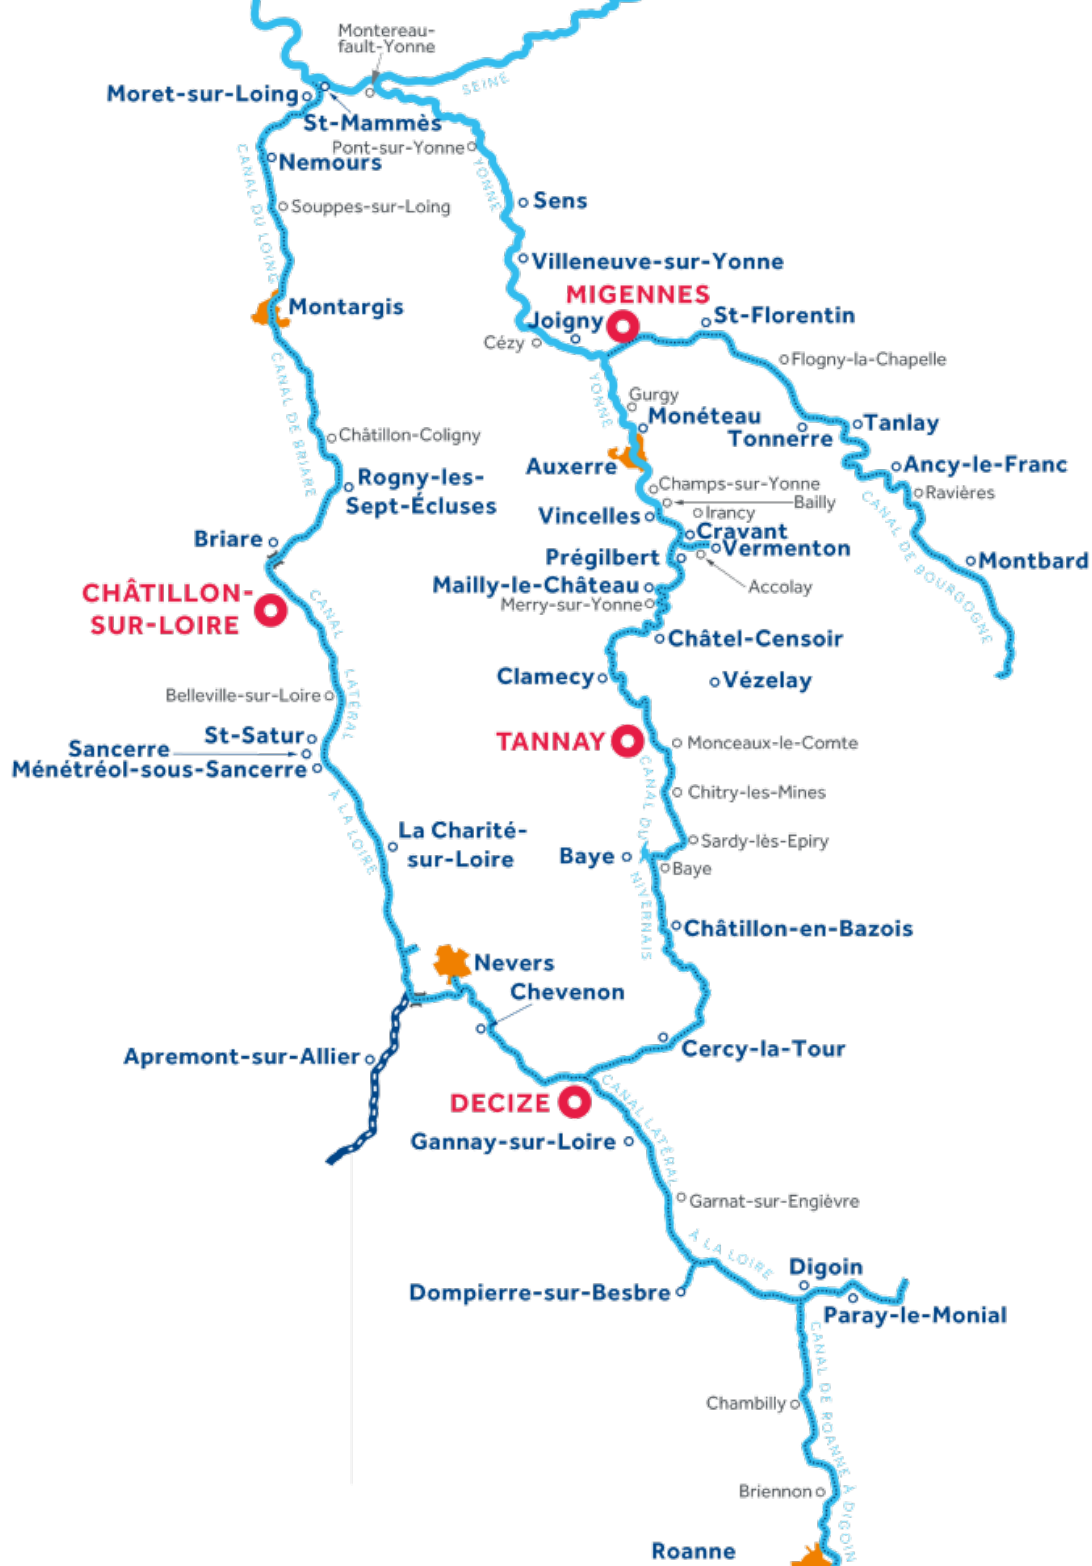 Montereau-
fault-Yonne
SEINE
Moret-sur-Loing
St-Mammès
Pont-sur-Yonne
Nemours
CANAL DU LOING
YONNE
Souppes-sur-Loing
Sens
Villeneuve-sur-Yonne
MIGENNES
Montargis
Joigny
St-Florentin
Cézy
Flogny-la-Chapelle
CANAL DE BRIARE
YONNE
Gurgy
Monéteau
Tanlay
Tonnerre
Châtillon-Coligny
Auxerre
Ancy-le-Franc
Rogny-les-
Sept-Écluses
Champs-sur-Yonne
Ravières
Bailly
Irancy
Vincelles
CANAL DE BOURGOGNE
Cravant
Briare
Vermenton
Prégilbert
Montbard
Mailly-le-Château
Accolay
CHÂTILLON-
SUR-LOIRE
Merry-sur-Yonne
CANAL
LATÉRAL
À LA LOIRE
Châtel-Censoir
Clamecy
Vézelay
Belleville-sur-Loire
St-Satur
TANNAY
Monceaux-le-Comte
Sancerre
Ménétréol-sous-Sancerre
CANAL DU
NIVERNAIS
Chitry-les-Mines
La Charité-
sur-Loire
Sardy-lès-Epiry
Baye
Baye
Châtillon-en-Bazois
Nevers
Chevenon
Apremont-sur-Allier
Cercy-la-Tour
DECIZE
CANAL LATÉRAL
À LA LOIRE
Gannay-sur-Loire
Garnat-sur-Engièvre
Digoin
Dompierre-sur-Besbre
Paray-le-Monial
CANAL DE ROANNE À DIGOIN
Chambilly
Briennon
Roanne